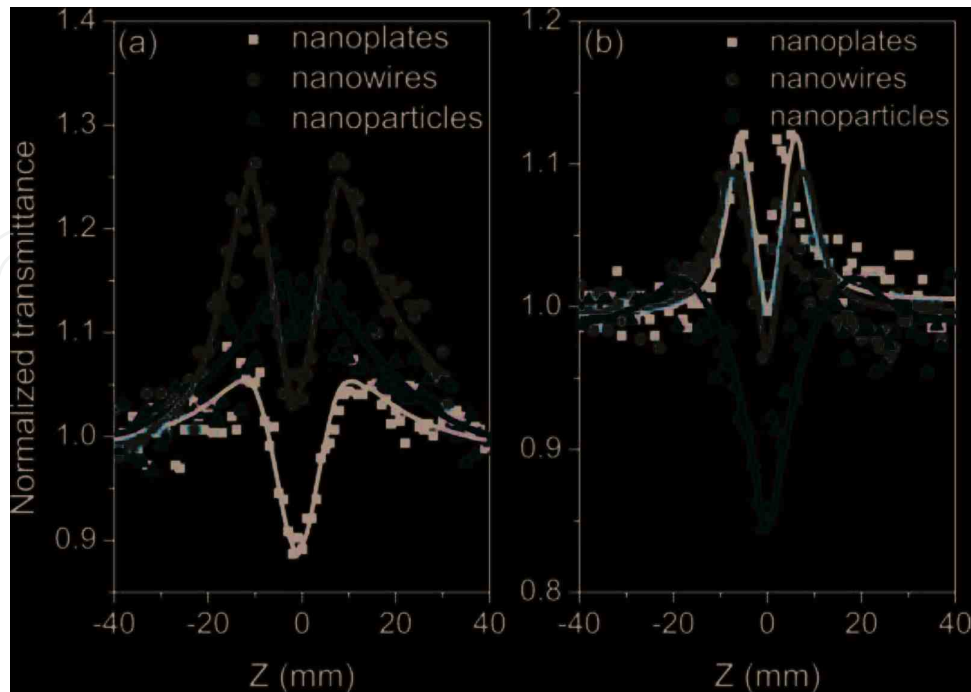 1.4
(a)
nanoplates
nanowires
nanoparticles
1.3
1.2
1.1
1.0
0.9
-40
-20
0
20
40
Z (mm)
Normalized transmittance
1.2
(b)
nanoplates
nanowires
nanoparticles
1.1
1.0
0.9
0.8
-40
-20
0
20
40
Z (mm)